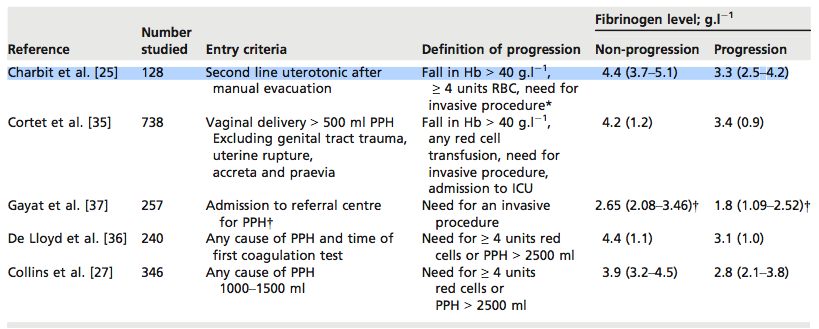 Fibrinogen level; g.l⁻¹
Reference Number studied Entry criteria Definition of progression Non-progression Progression
Charbit et al. [25] 128 Second line uterotonic after Fall in Hb > 40 g.l⁻¹, 4.4 (3.7–5.1) 3.3 (2.5–4.2)
manual evacuation ≥ 4 units RBC, need for
invasive procedure*
Cortet et al. [35] 738 Vaginal delivery > 500 ml PPH Fall in Hb > 40 g.l⁻¹, 4.2 (1.2) 3.4 (0.9)
Excluding genital tract trauma, any red cell
uterine rupture, transfusion, need for
accreta and praevia invasive procedure,
admission to ICU
Gayat et al. [37] 257 Admission to referral centre Need for an invasive 2.65 (2.08–3.46)† 1.8 (1.09–2.52)†
for PPH† procedure
De Lloyd et al. [36] 240 Any cause of PPH and time of Need for ≥ 4 units red 4.4 (1.1) 3.1 (1.0)
first coagulation test cells or PPH > 2500 ml
Collins et al. [27] 346 Any cause of PPH Need for ≥ 4 units 3.9 (3.2–4.5) 2.8 (2.1–3.8)
1000–1500 ml red cells or
PPH > 2500 ml